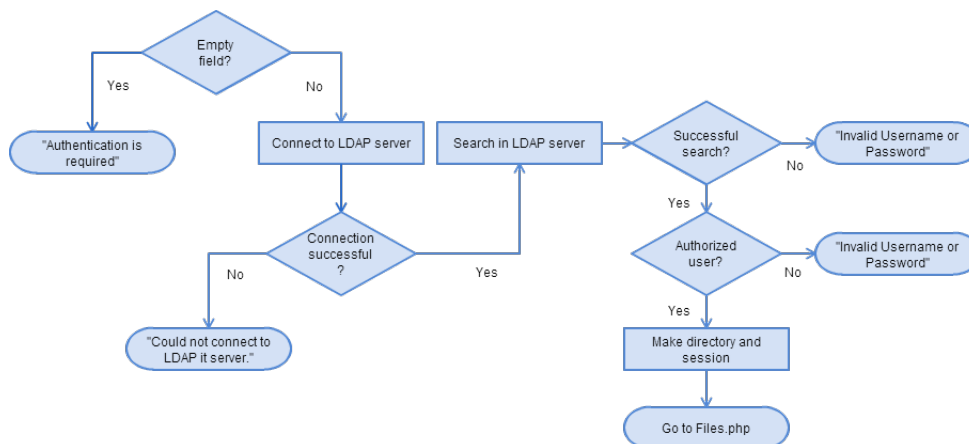 Empty
field?
Yes
No
"Authentication is
required"
Connect to LDAP server
Connection
successful
?
No
Yes
"Could not connect to
LDAP it server."
Search in LDAP server
Successful
search?
No
"Invalid Username or
Password"
Yes
Authorized
user?
No
"Invalid Username or
Password"
Yes
Make directory and
session
Go to Files.php